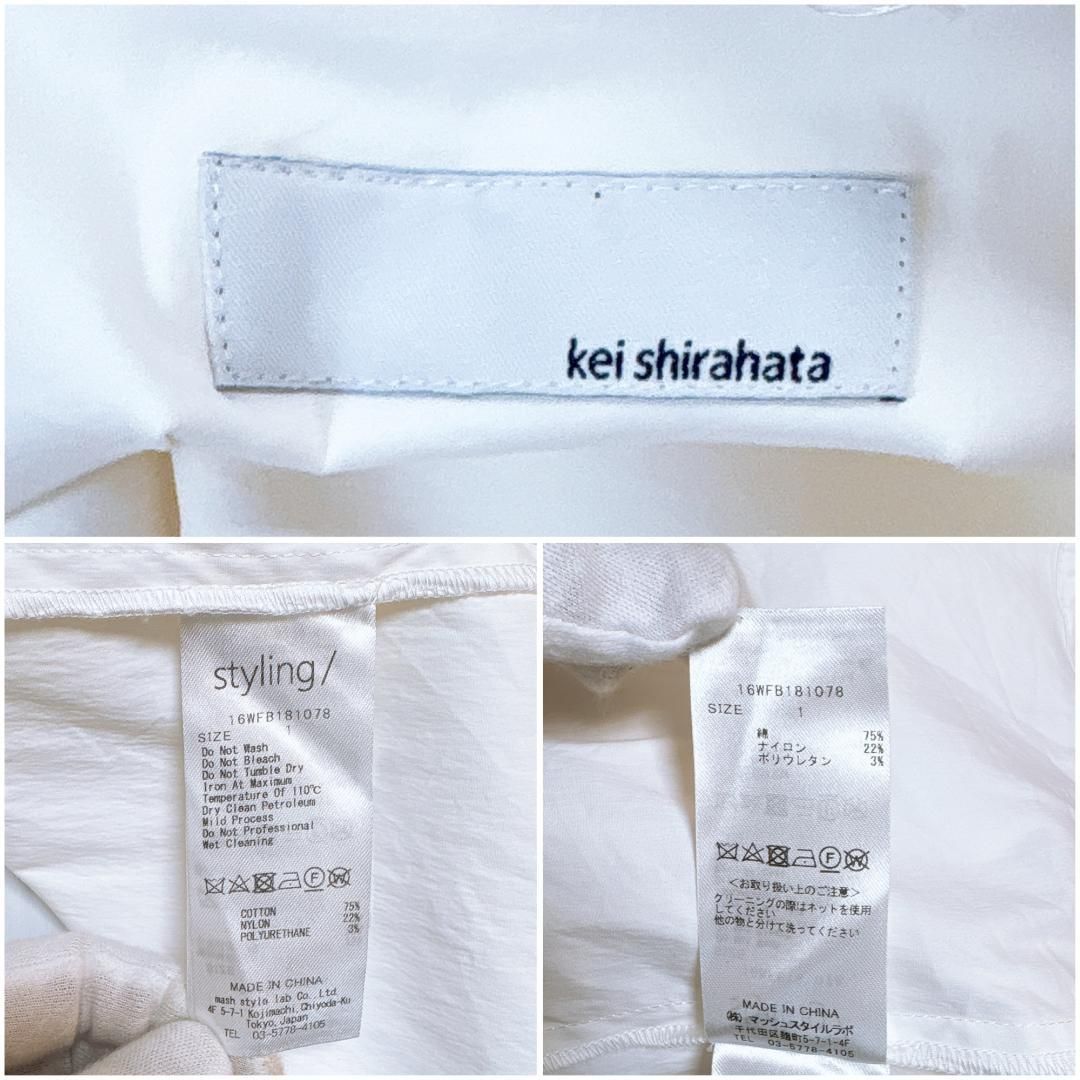 kei shirahata
styling/
16WFB181078
SIZE 1
Do Not Wash
Do Not Bleach
Do Not Tumble Dry
Iron At Maximum
Temperature Of 110℃
Dry Clean Petroleum
Mild Process
Do Not Professional
Wet Cleaning
F W
COTTON 75%
NYLON 22%
POLYURETHANE 3%
MADE IN CHINA
mash style lab Co., Ltd.
4F 5-7-1 Kojimachi, Chiyoda-Ku
Tokyo, Japan
TEL 03-5778-4105
16WFB181078
SIZE 1
綿 75%
ナイロン 22%
ポリウレタン 3%
F W
<お取り扱い上のご注意>
クリーニングの際はネットを使用
してください
他の物と分けて洗ってください
MADE IN CHINA
(株)マッシュスタイルラボ
千代田区麹町5-7-1-4F
TEL 03-5778-4105